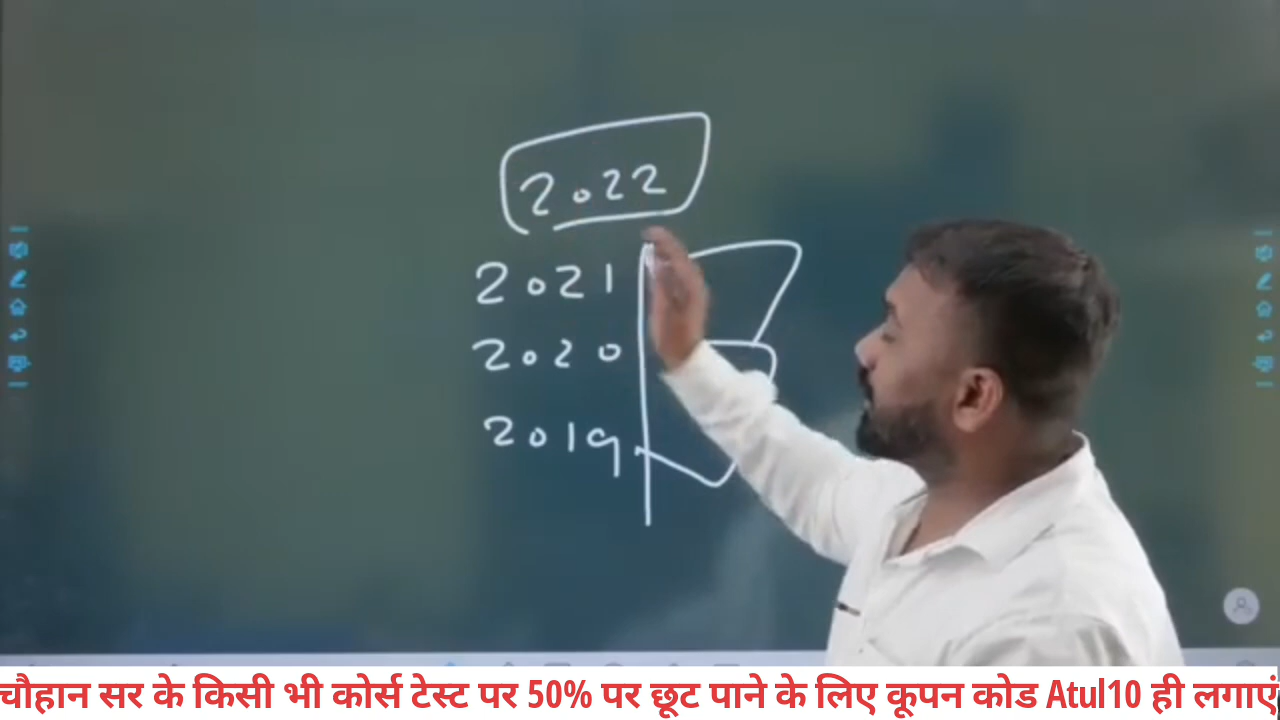 2022
2021
2020
2019
चौहान सर के किसी भी कोर्स टेस्ट पर 50% पर छूट पाने के लिए कूपन कोड Atul10 ही लगाएं